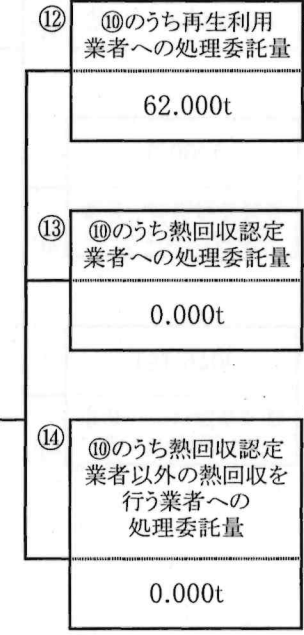 ⑫
⑩のうち再生利用
業者への処理委託量
62.000t
⑬
⑩のうち熱回収認定
業者への処理委託量
0.000t
⑭
⑩のうち熱回収認定
業者以外の熱回収を
行う業者への
処理委託量
0.000t